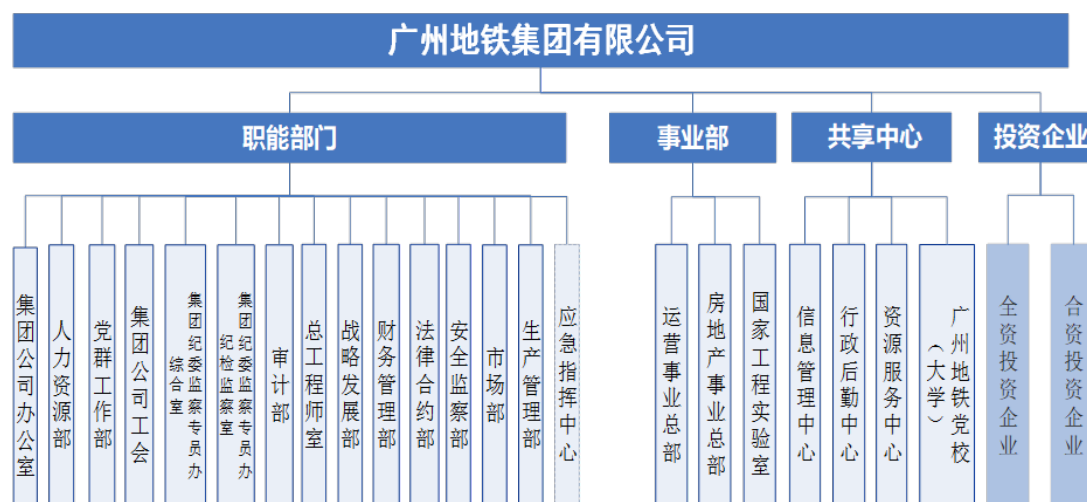 广州地铁集团有限公司
职能部门
事业部
共享中心
投资企业
集团公司办公室
人力资源部
党群工作部
集团公司工会
集团纪委监察专员办
综合室
集团纪委监察专员办
纪检监察室
审计部
总工程师室
战略发展部
财务管理部
法律合约部
安全监察部
市场部
生产管理部
应急指挥中心
运营事业总部
房地产事业总部
国家工程实验室
信息管理中心
行政后勤中心
资源服务中心
广州地铁党校
（大学）
全资投资企业
合资投资企业